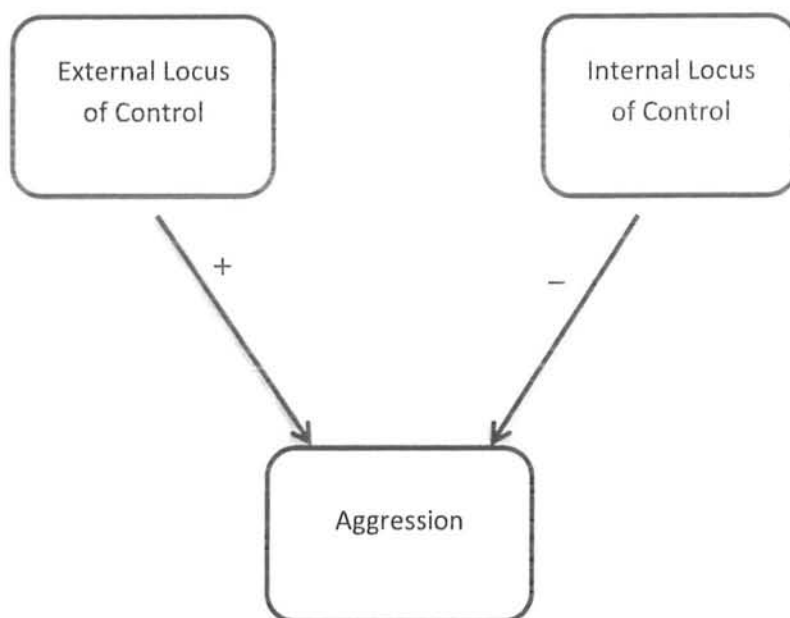 External Locus
of Control
Internal Locus
of Control
+
–
Aggression